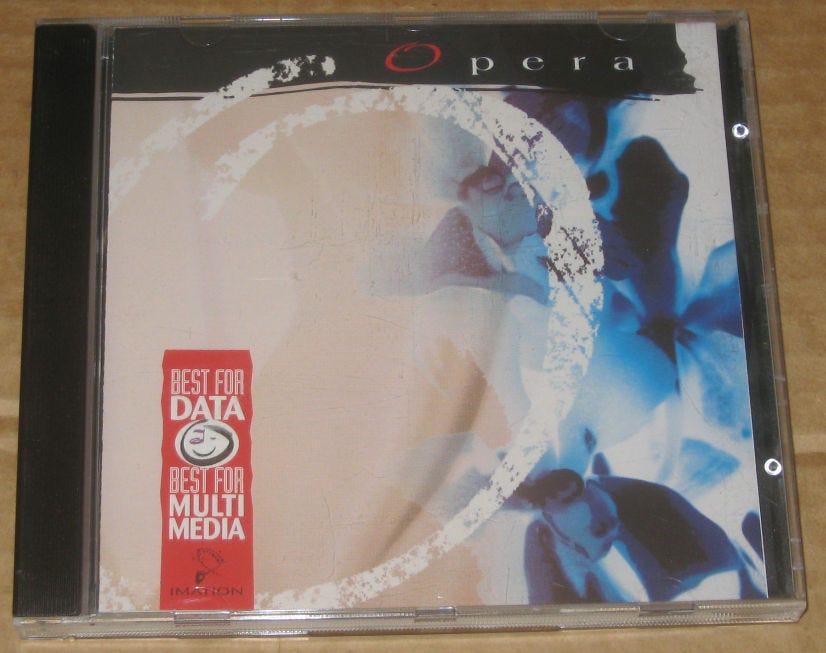 Opera
BEST FOR
DATA
BEST FOR
MULTI
MEDIA
IMATION